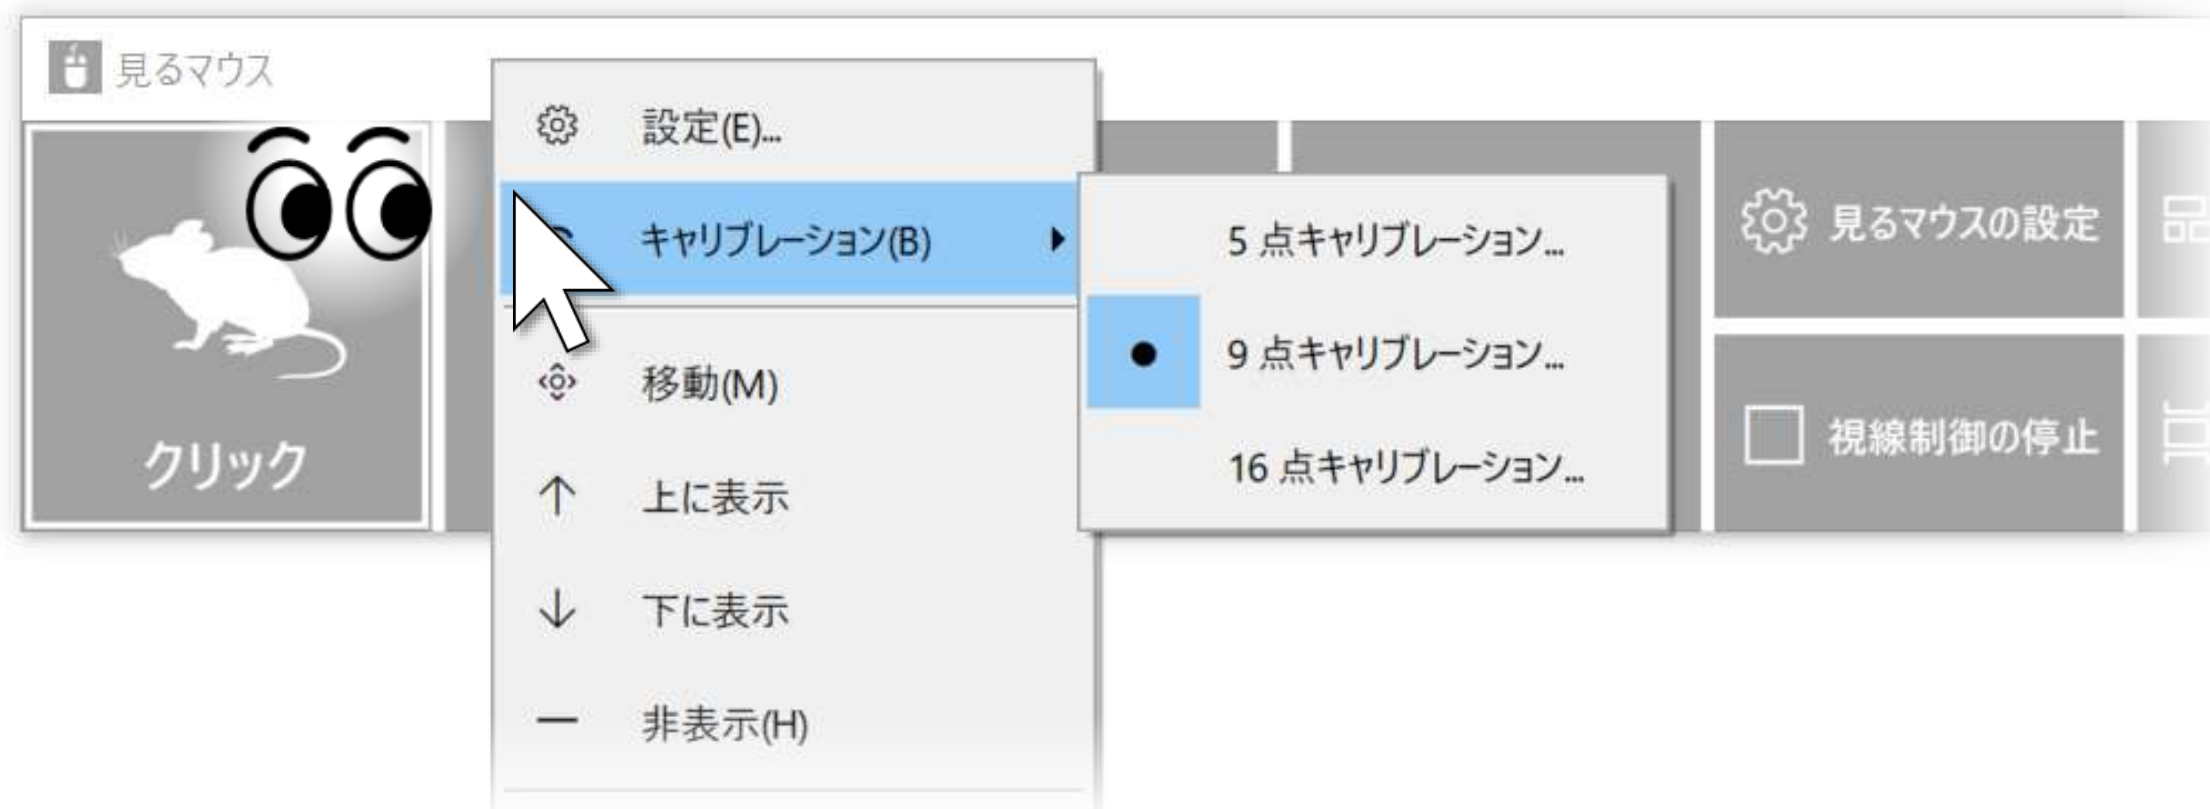 見るマウス
設定(E)...
キャリブレーション(B)
移動(M)
上に表示
下に表示
非表示(H)
5 点キャリブレーション...
9 点キャリブレーション...
16 点キャリブレーション...
クリック
見るマウスの設定
視線制御の停止